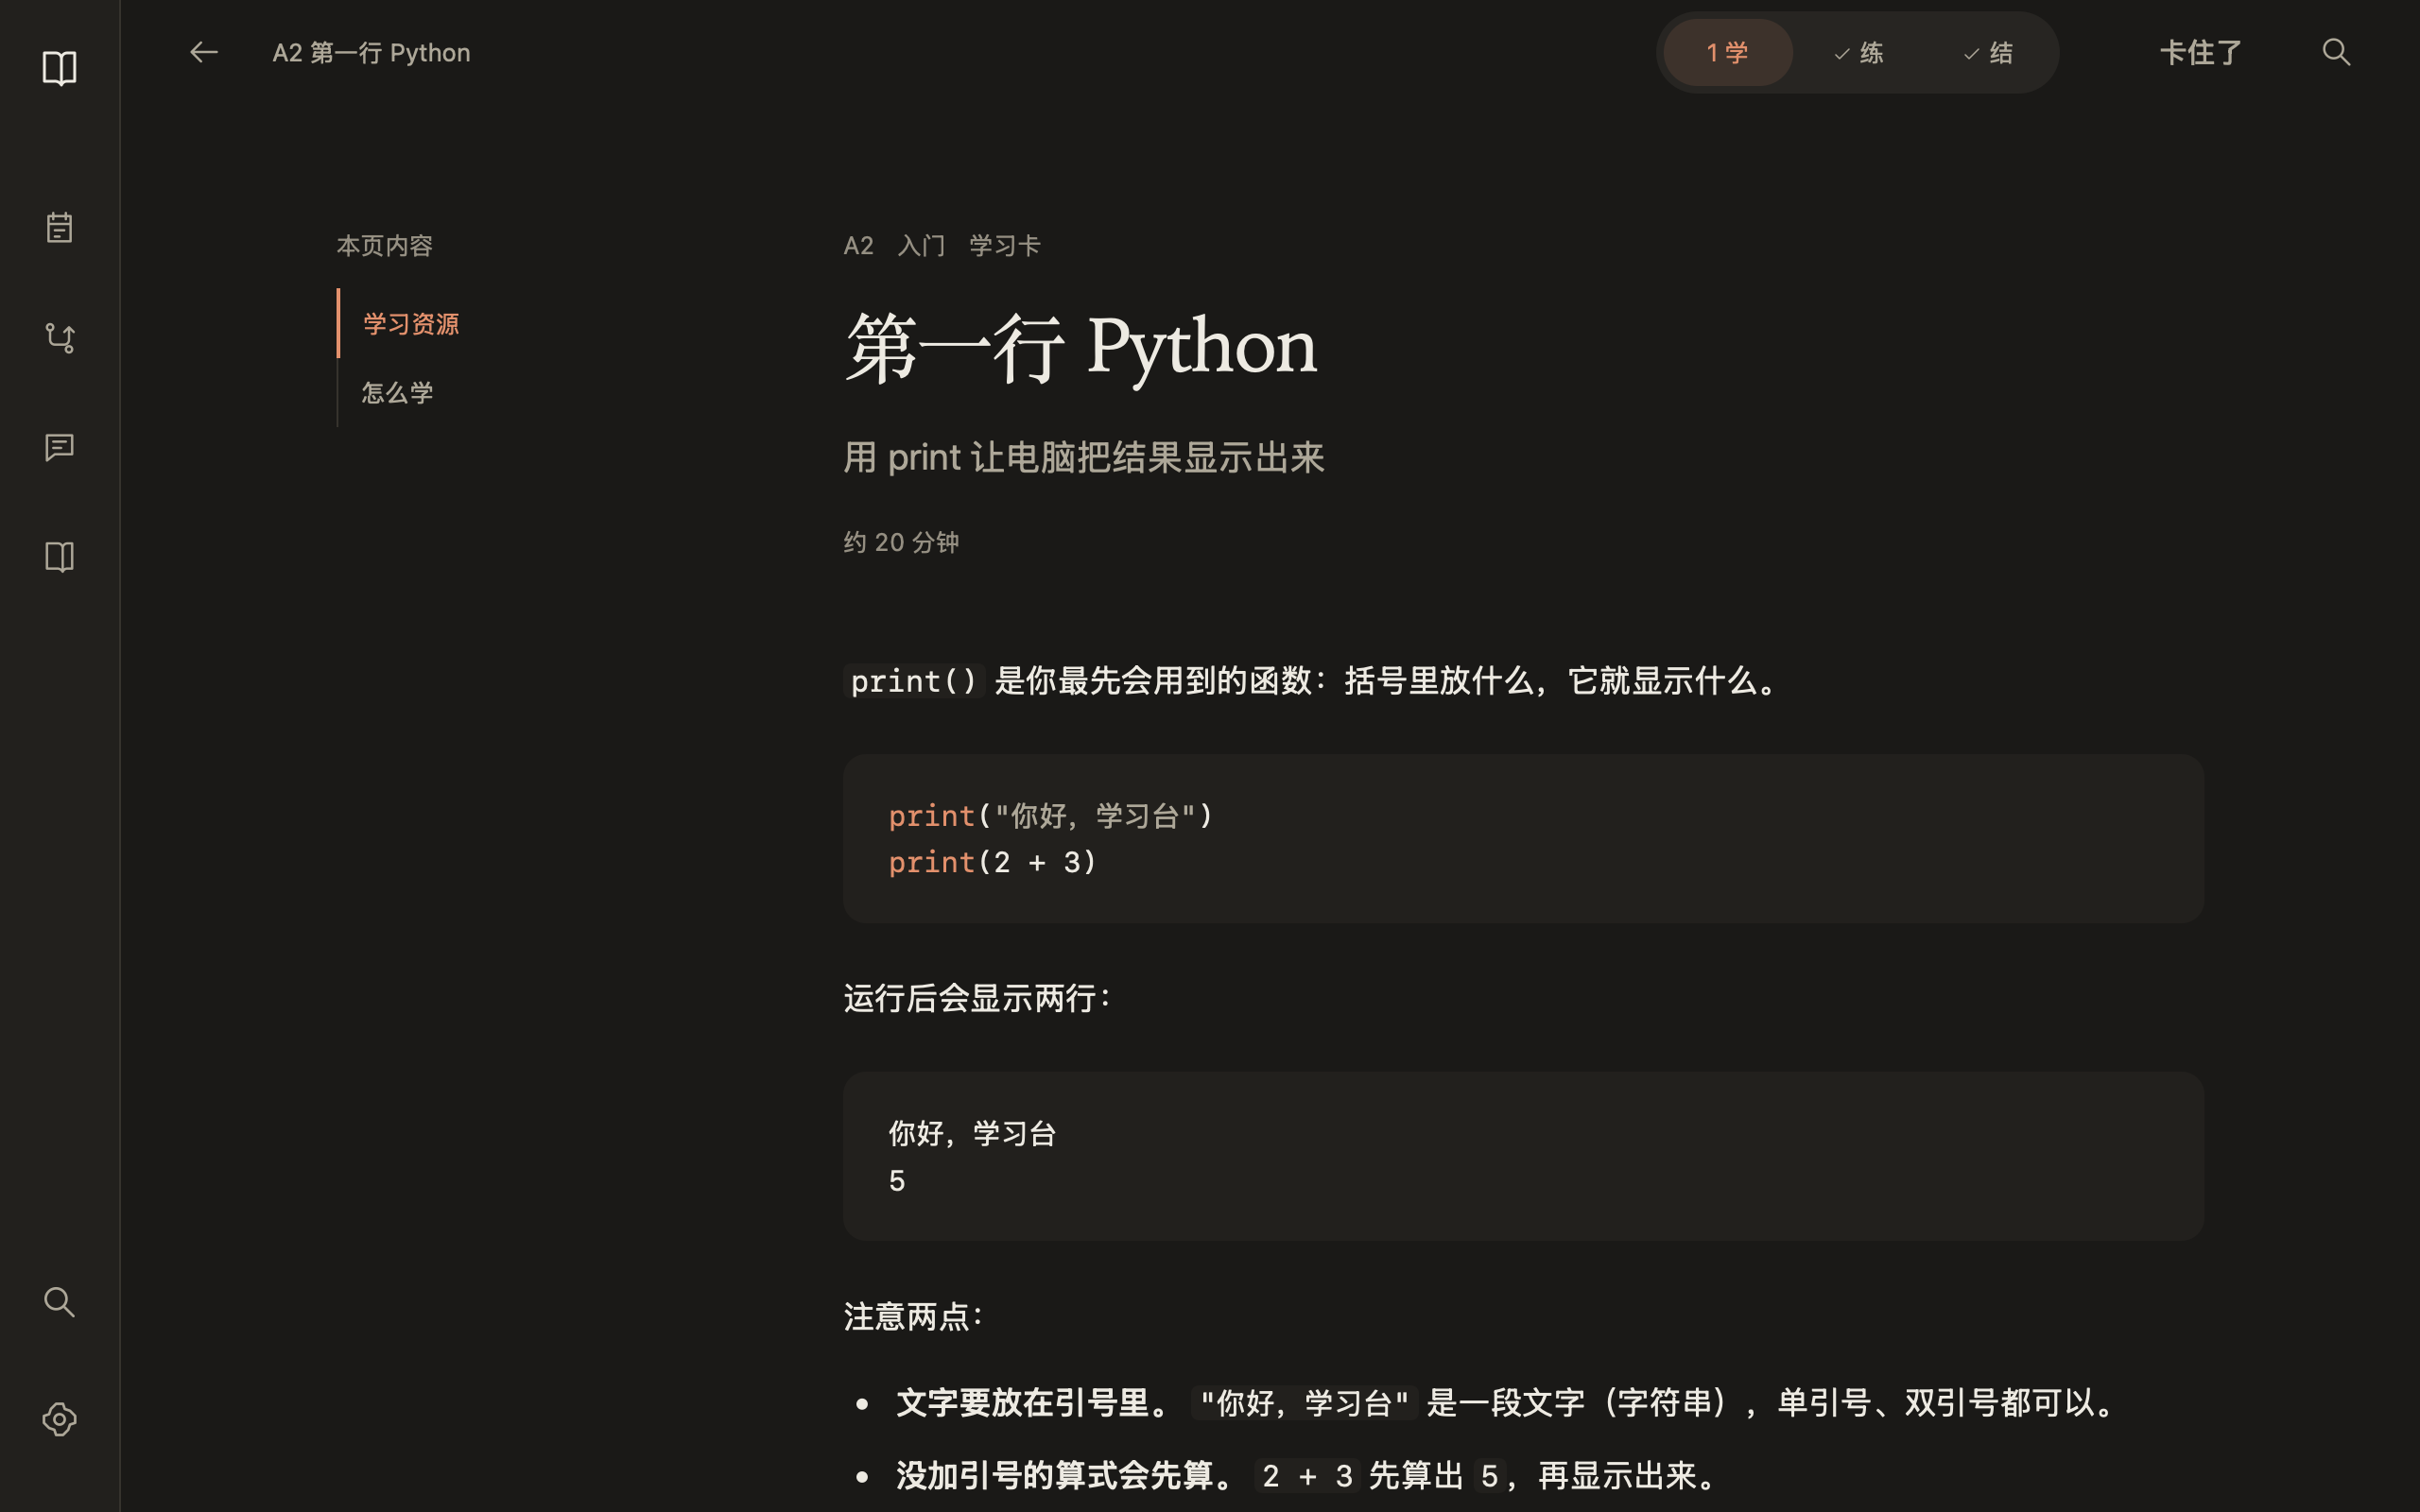 A2 第一行 Python
1 学
练
结
卡住了
本页内容
学习资源
怎么学
A2 入门 学习卡
第一行 Python
用 print 让电脑把结果显示出来
约 20 分钟
print() 是你最先会用到的函数：括号里放什么，它就显示什么。
print("你好，学习台")
print(2 + 3)
运行后会显示两行：
你好，学习台
5
注意两点：
文字要放在引号里。 "你好，学习台" 是一段文字（字符串），单引号、双引号都可以。
没加引号的算式会先算。 2 + 3 先算出 5，再显示出来。